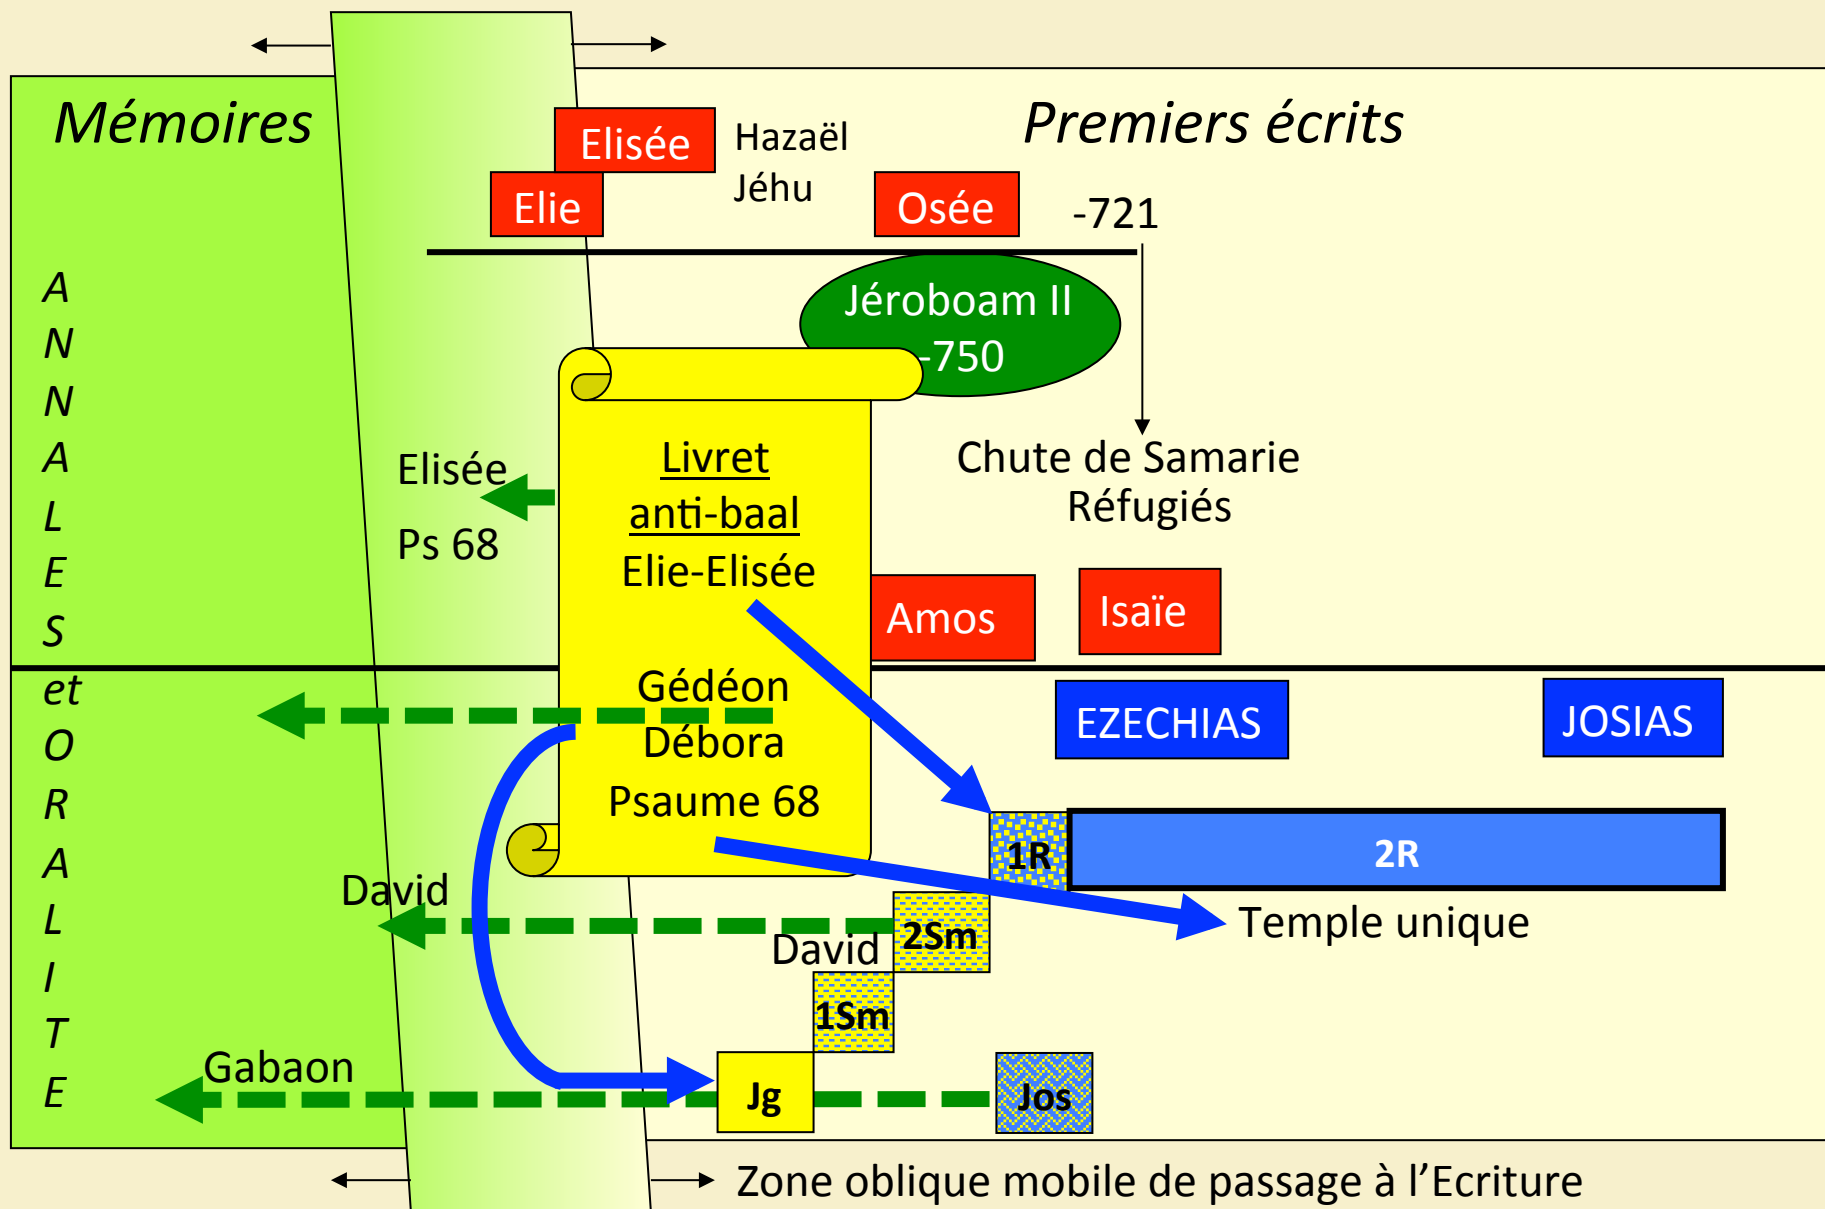 Mémoires
Premiers écrits
Elisée
Hazaël
Jéhu
Elie
Osée
-721
A
N
N
A
L
E
S
et
O
R
A
L
I
T
E
Jéroboam II
-750
Elisée
Ps 68
Livret
anti-baal
Elie-Elisée
Chute de Samarie
Réfugiés
Amos
Isaïe
Gédéon
Débora
Psaume 68
EZECHIAS
JOSIAS
1R
2R
David
David
2Sm
Temple unique
1Sm
Gabaon
Jg
Jos
Zone oblique mobile de passage à l’Ecriture